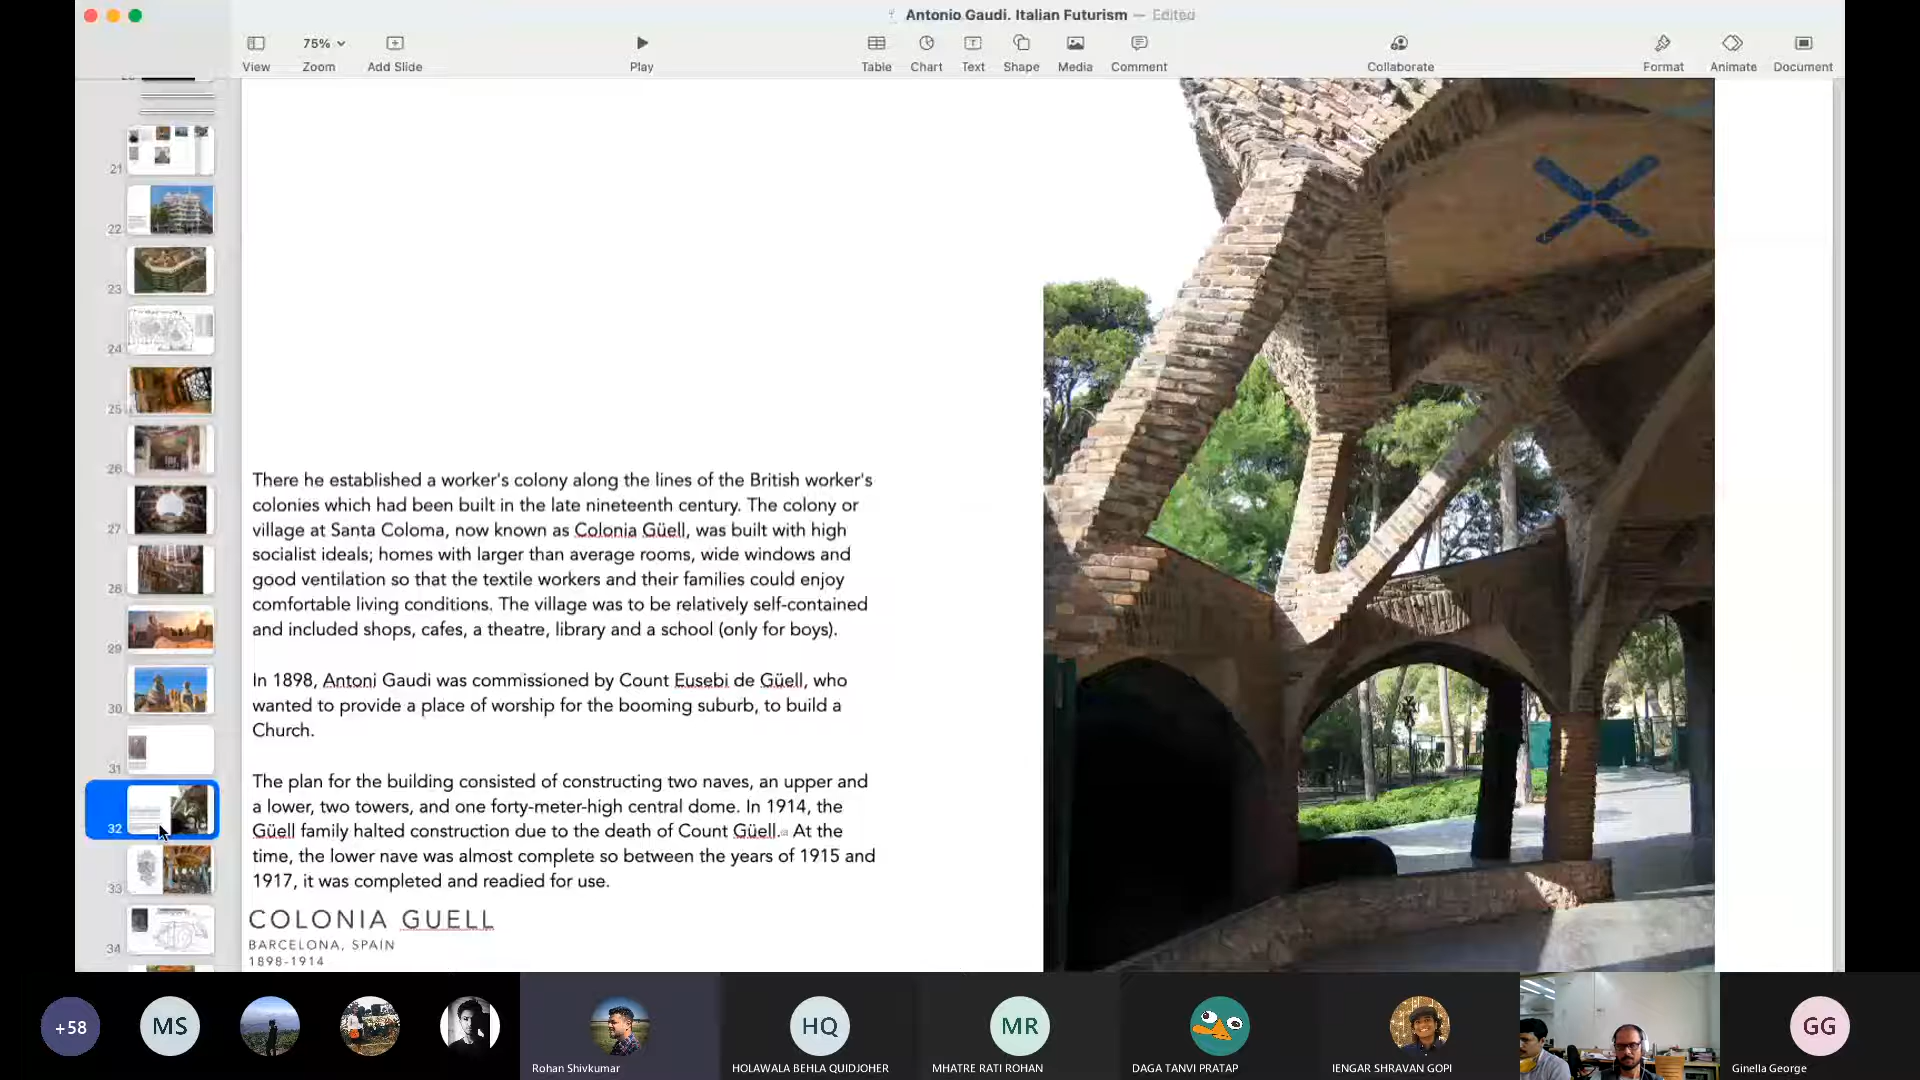 Antonio Gaudi. Italian Futurism — Edited
75%
View
Zoom
Add Slide
Play
Table
Chart
Text
Shape
Media
Comment
Collaborate
Format
Animate
Document
21
22
23
24
25
26
27
28
29
30
31
32
33
34
There he established a worker's colony along the lines of the British worker's
colonies which had been built in the late nineteenth century. The colony or
village at Santa Coloma, now known as Colonia Güell, was built with high
socialist ideals; homes with larger than average rooms, wide windows and
good ventilation so that the textile workers and their families could enjoy
comfortable living conditions. The village was to be relatively self-contained
and included shops, cafes, a theatre, library and a school (only for boys).
In 1898, Antoni Gaudi was commissioned by Count Eusebi de Güell, who
wanted to provide a place of worship for the booming suburb, to build a
Church.
The plan for the building consisted of constructing two naves, an upper and
a lower, two towers, and one forty-meter-high central dome. In 1914, the
Güell family halted construction due to the death of Count Güell. At the
time, the lower nave was almost complete so between the years of 1915 and
1917, it was completed and readied for use.
COLONIA GUELL
BARCELONA, SPAIN
1898-1914
+58
MS
HQ
MR
GG
Rohan Shivkumar
HOLAWALA BEHLA QUIDJOHER
MHATRE RATI ROHAN
DAGA TANVI PRATAP
IENGAR SHRAVAN GOPI
Ginella George